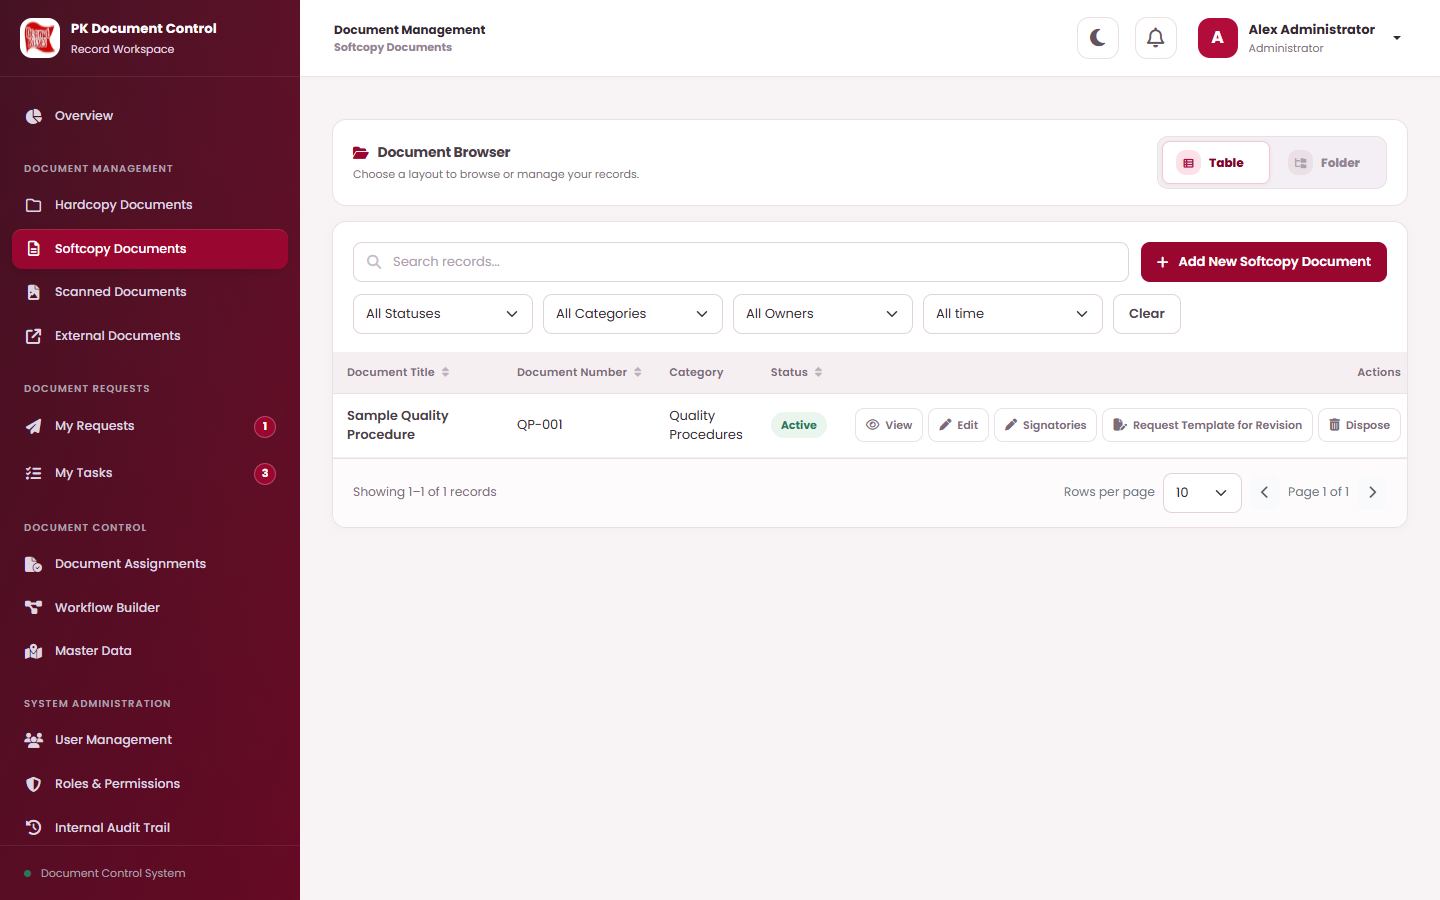 PK Document Control
Record Workspace
Overview
DOCUMENT MANAGEMENT
Hardcopy Documents
Softcopy Documents
Scanned Documents
External Documents
DOCUMENT REQUESTS
My Requests 1
My Tasks 3
DOCUMENT CONTROL
Document Assignments
Workflow Builder
Master Data
SYSTEM ADMINISTRATION
User Management
Roles & Permissions
Internal Audit Trail
Document Control System
Document Management
Softcopy Documents
A
Alex Administrator
Administrator
Document Browser
Choose a layout to browse or manage your records.
Table Folder
Search records...
+ Add New Softcopy Document
All Statuses All Categories All Owners All time Clear
Document Title Document Number Category Status Actions
Sample Quality
Procedure
QP-001
Quality
Procedures
Active
View Edit Signatories Request Template for Revision Dispose
Showing 1–1 of 1 records
Rows per page 10 Page 1 of 1